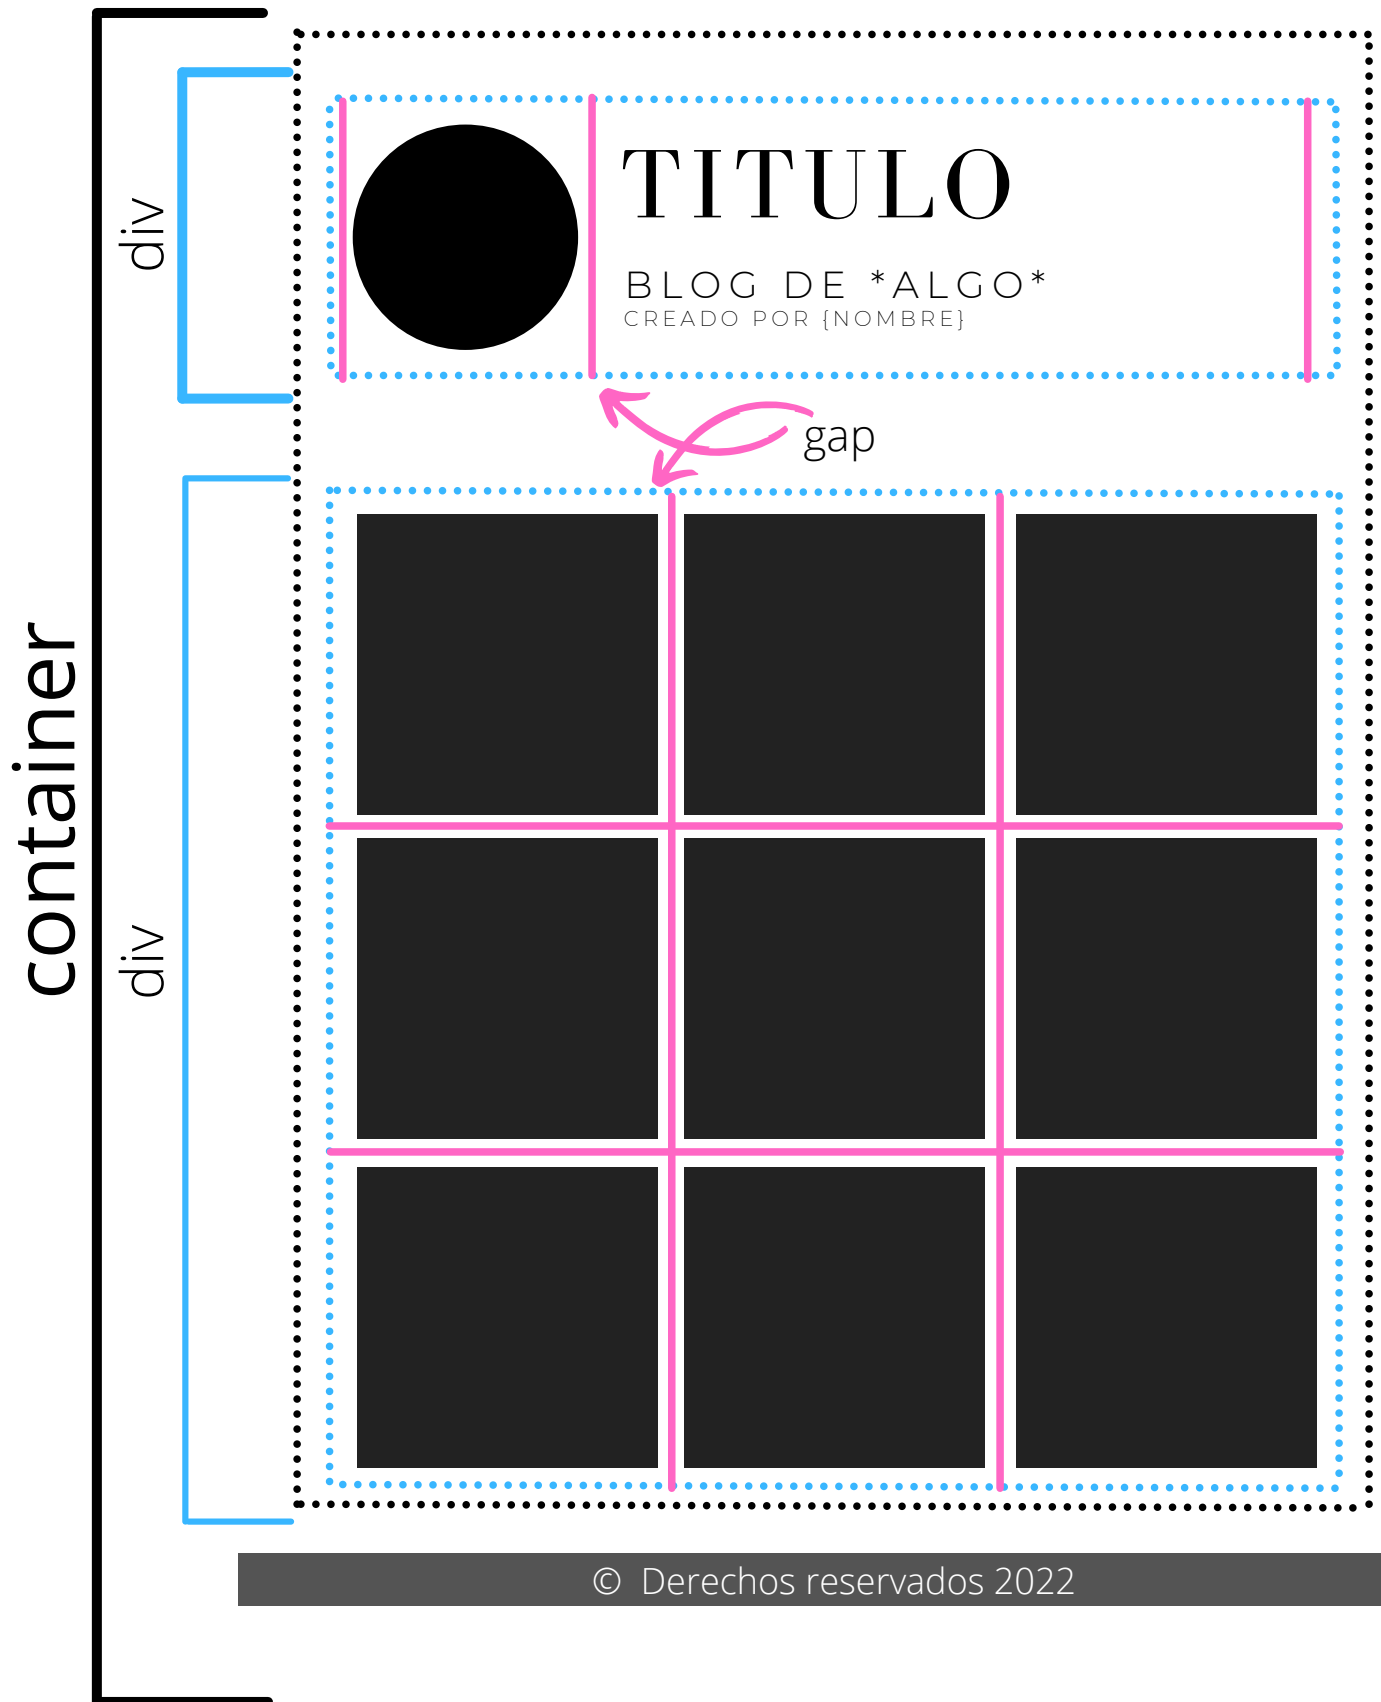 container
div
TITULO
BLOG DE *ALGO*
CREADO POR {NOMBRE}
gap
div
© Derechos reservados 2022